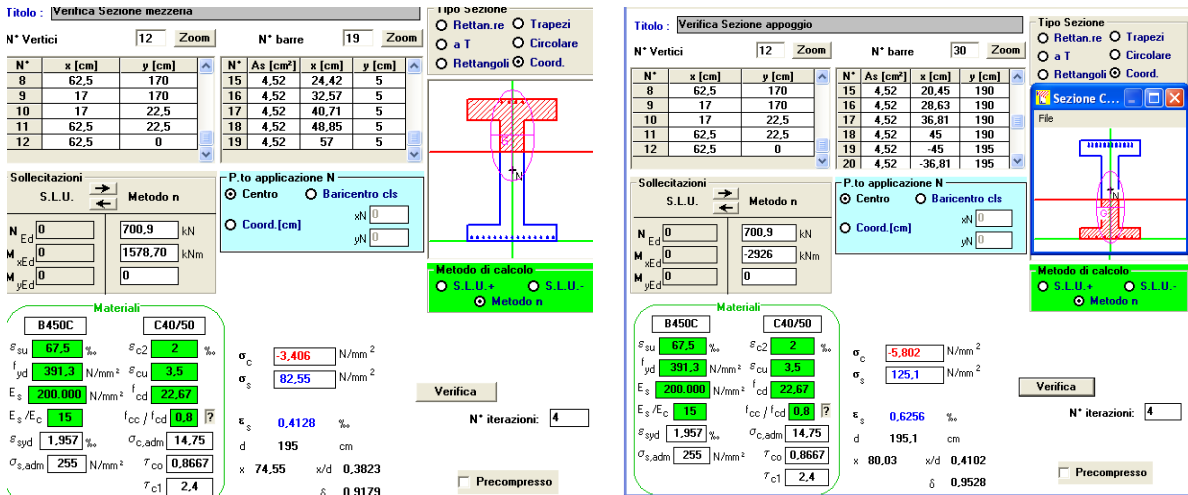 Titolo : Verifica Sezione mezzeria
N° Vertici 12 Zoom N° barre 19 Zoom
Tipo Sezione
Rettan.re Trapezi
a T Circolare
Rettangoli Coord.
N° x [cm] y [cm]
8 62,5 170
9 17 170
10 17 22,5
11 62,5 22,5
12 62,5 0
N° As [cm²] x [cm] y [cm]
15 4,52 24,42 5
16 4,52 32,57 5
17 4,52 40,71 5
18 4,52 48,85 5
19 4,52 57 5
N
Sollecitazioni
S.L.U. Metodo n
N Ed 0 700,9 kN
M xEd 0 1578,70 kNm
M yEd 0 0
P.to applicazione N
Centro Baricentro cls
Coord.[cm] xN 0
yN 0
Metodo di calcolo
S.L.U.+ S.L.U.-
Metodo n
Materiali
B450C C40/50
εsu 67,5 ‰ εc2 2 ‰
fyd 391,3 N/mm² εcu 3,5
Es 200.000 N/mm² fcd 22,67
Es/Ec 15 fcc / fcd 0,8 ?
εsyd 1,957 ‰ σc,adm 14,75
σs,adm 255 N/mm² τco 0,8667
τc1 2,4
σc -3,406 N/mm²
σs 82,55 N/mm²
εs 0,4128 ‰
d 195 cm
x 74,55 x/d 0,3823
δ 0,9179
Verifica
N° iterazioni: 4
Precompresso
Titolo : Verifica Sezione appoggio
N° Vertici 12 Zoom N° barre 30 Zoom
Tipo Sezione
Rettan.re Trapezi
a T Circolare
Rettangoli Coord.
N° x [cm] y [cm]
8 62,5 170
9 17 170
10 17 22,5
11 62,5 22,5
12 62,5 0
N° As [cm²] x [cm] y [cm]
15 4,52 20,45 190
16 4,52 28,63 190
17 4,52 36,81 190
18 4,52 45 190
19 4,52 -45 195
20 4,52 -36,81 195
Sezione C...
File
N
Sollecitazioni
S.L.U. Metodo n
N Ed 0 700,9 kN
M xEd 0 -2926 kNm
M yEd 0 0
P.to applicazione N
Centro Baricentro cls
Coord.[cm] xN 0
yN 0
Metodo di calcolo
S.L.U.+ S.L.U.-
Metodo n
Materiali
B450C C40/50
εsu 67,5 ‰ εc2 2 ‰
fyd 391,3 N/mm² εcu 3,5
Es 200.000 N/mm² fcd 22,67
Es/Ec 15 fcc / fcd 0,8 ?
εsyd 1,957 ‰ σc,adm 14,75
σs,adm 255 N/mm² τco 0,8667
τc1 2,4
σc -5,802 N/mm²
σs 125,1 N/mm²
εs 0,6256 ‰
d 195,1 cm
x 80,03 x/d 0,4102
δ 0,9528
Verifica
N° iterazioni: 4
Precompresso